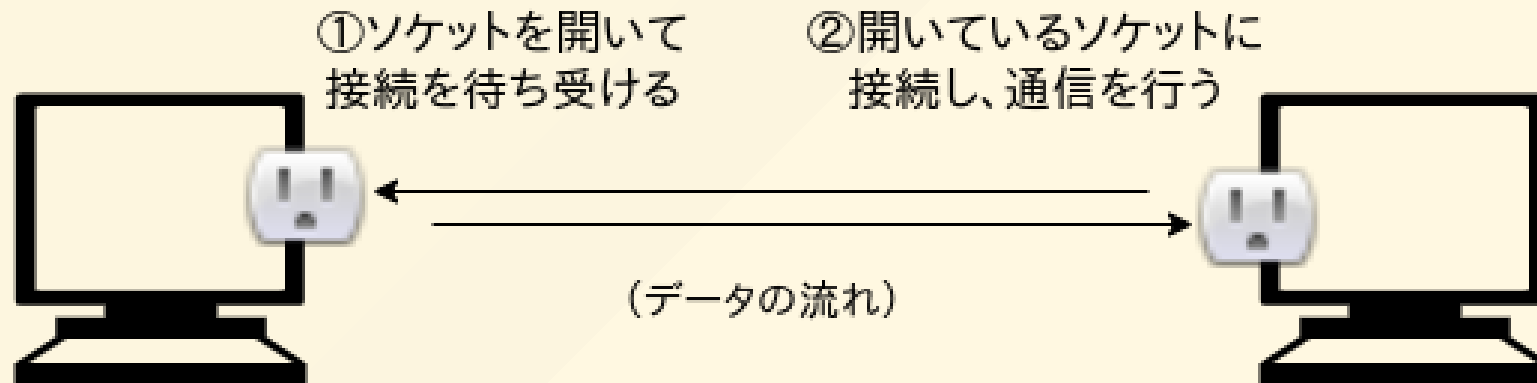 ①ソケットを開いて
接続を待ち受ける
②開いているソケットに
接続し、通信を行う
（データの流れ）